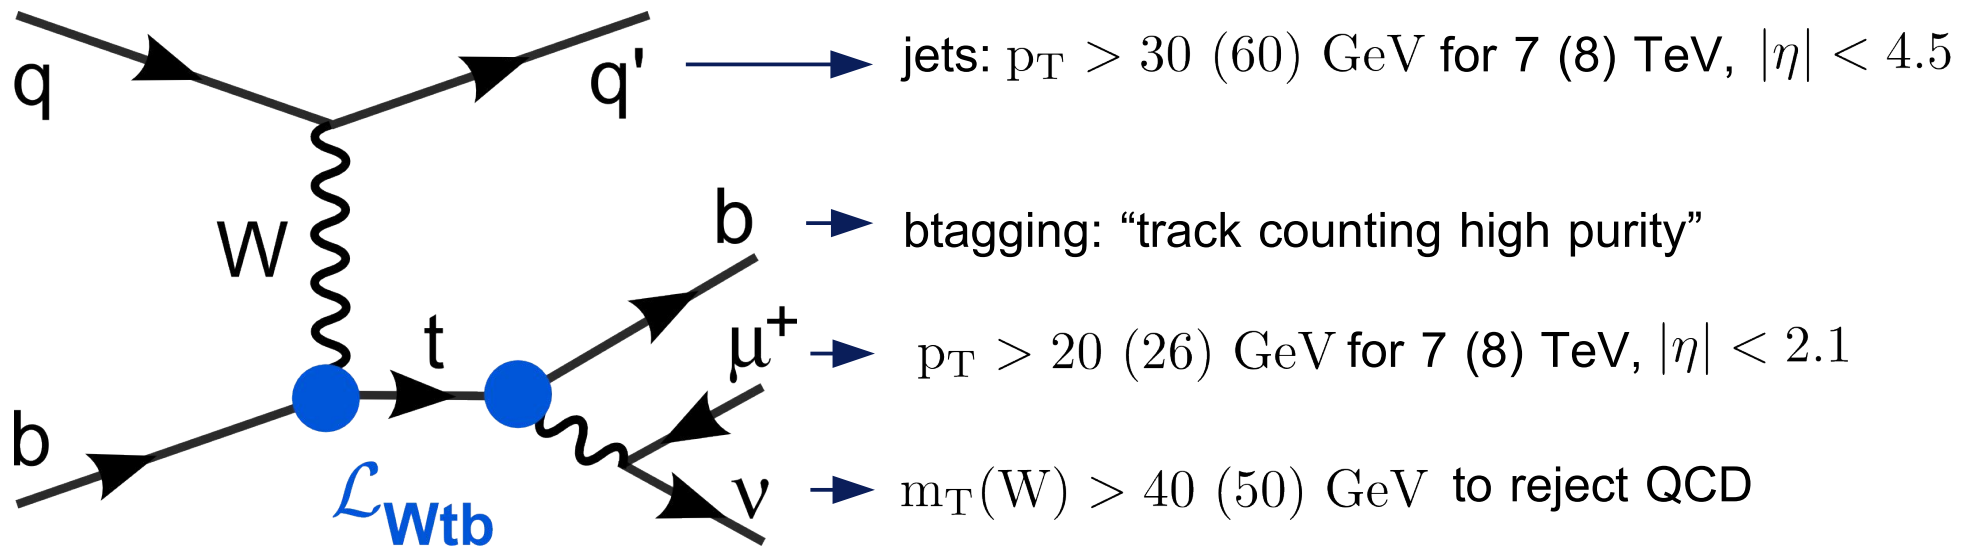 q
q'
jets: p_T > 30 (60) GeV for 7 (8) TeV, |η| < 4.5
W
b
btagging: “track counting high purity”
t
μ+
p_T > 20 (26) GeV for 7 (8) TeV, |η| < 2.1
b
ℒ_Wtb
ν
m_T(W) > 40 (50) GeV to reject QCD